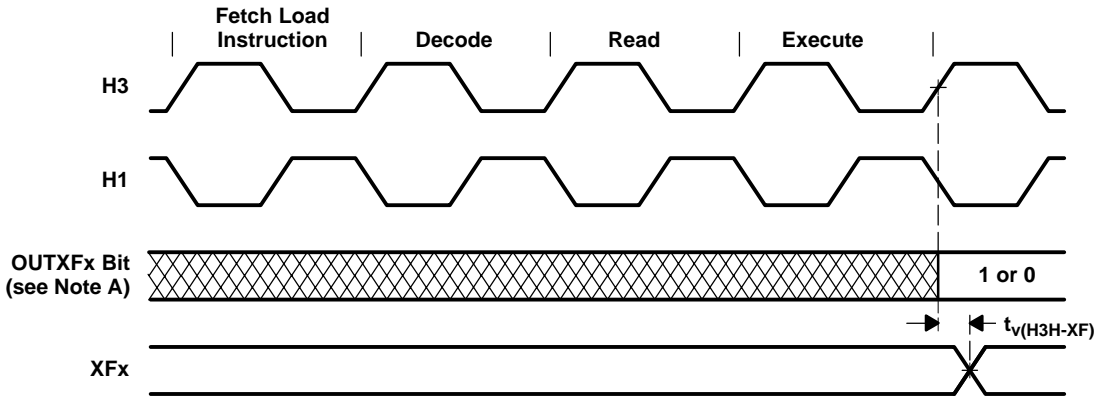 Fetch Load
Instruction
Decode
Read
Execute
H3
H1
OUTXFx Bit
(see Note A)
1 or 0
tv(H3H-XF)
XFx